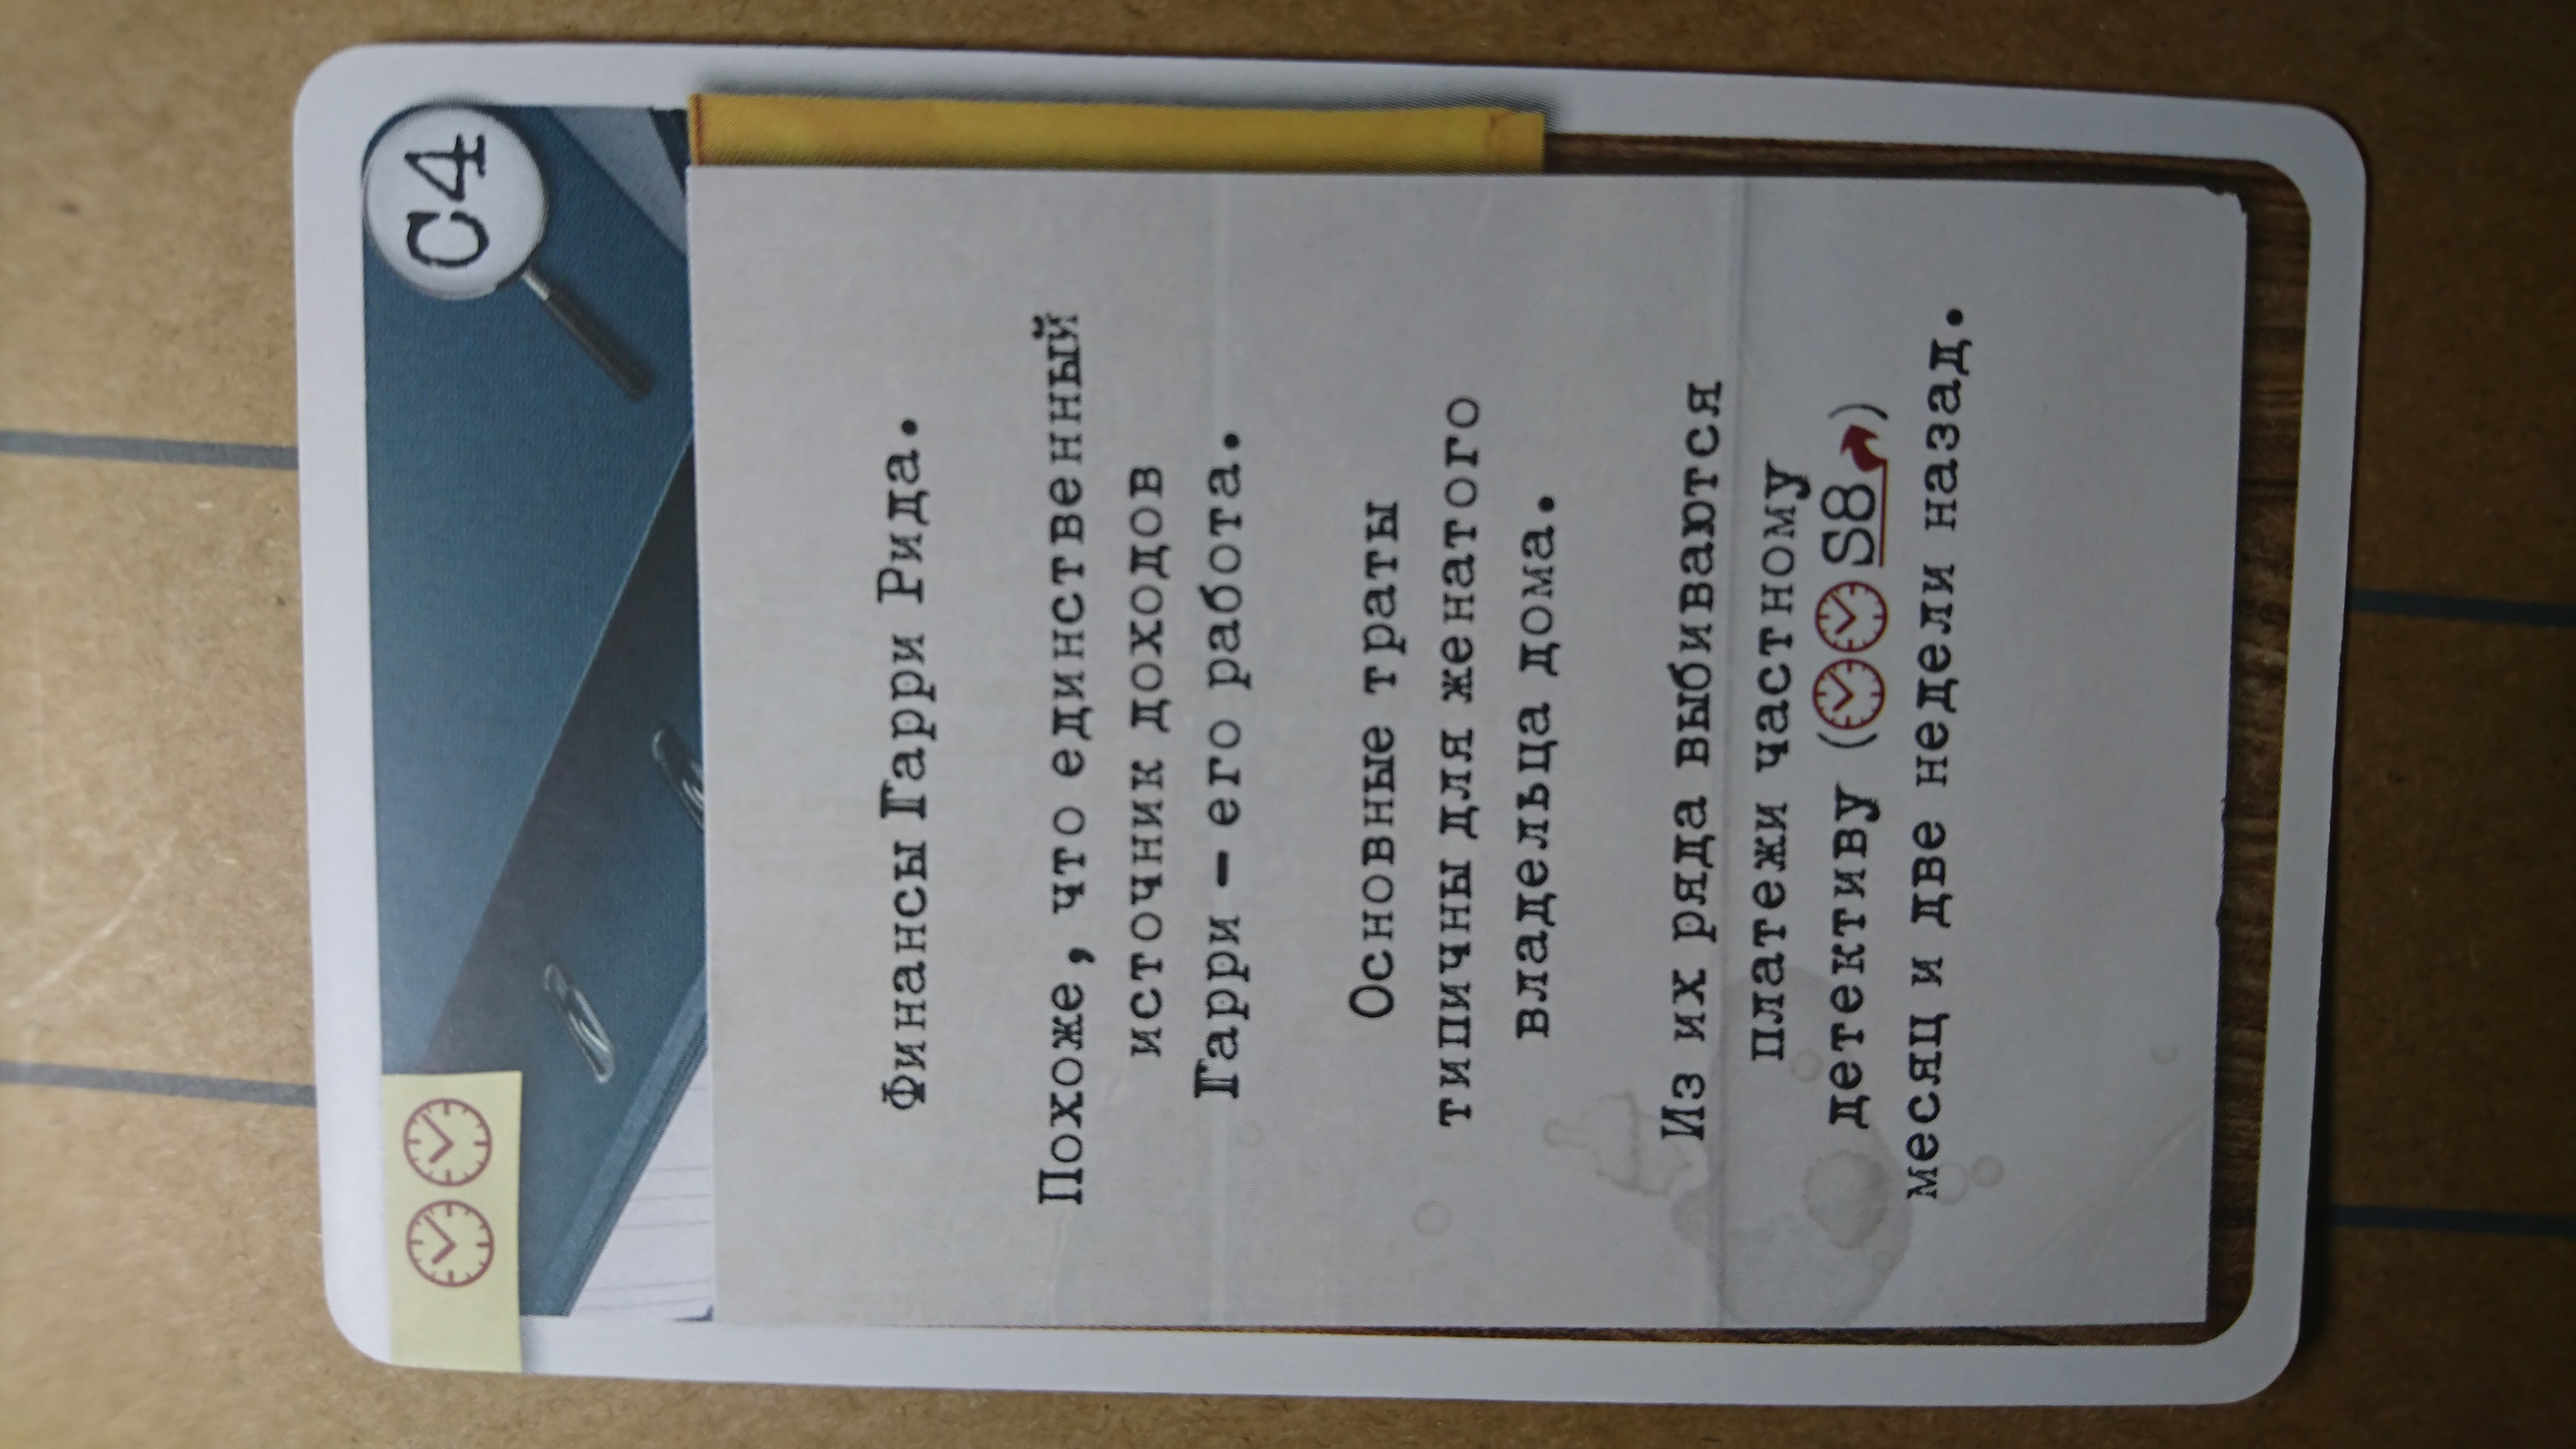 C4
Финансы Гарри Рида.
Похоже, что единственный
источник доходов
Гарри – его работа.
Основные траты
типичны для женатого
владельца дома.
Из их ряда выбиваются
платежи частному
детективу (S8)
месяц и две недели назад.